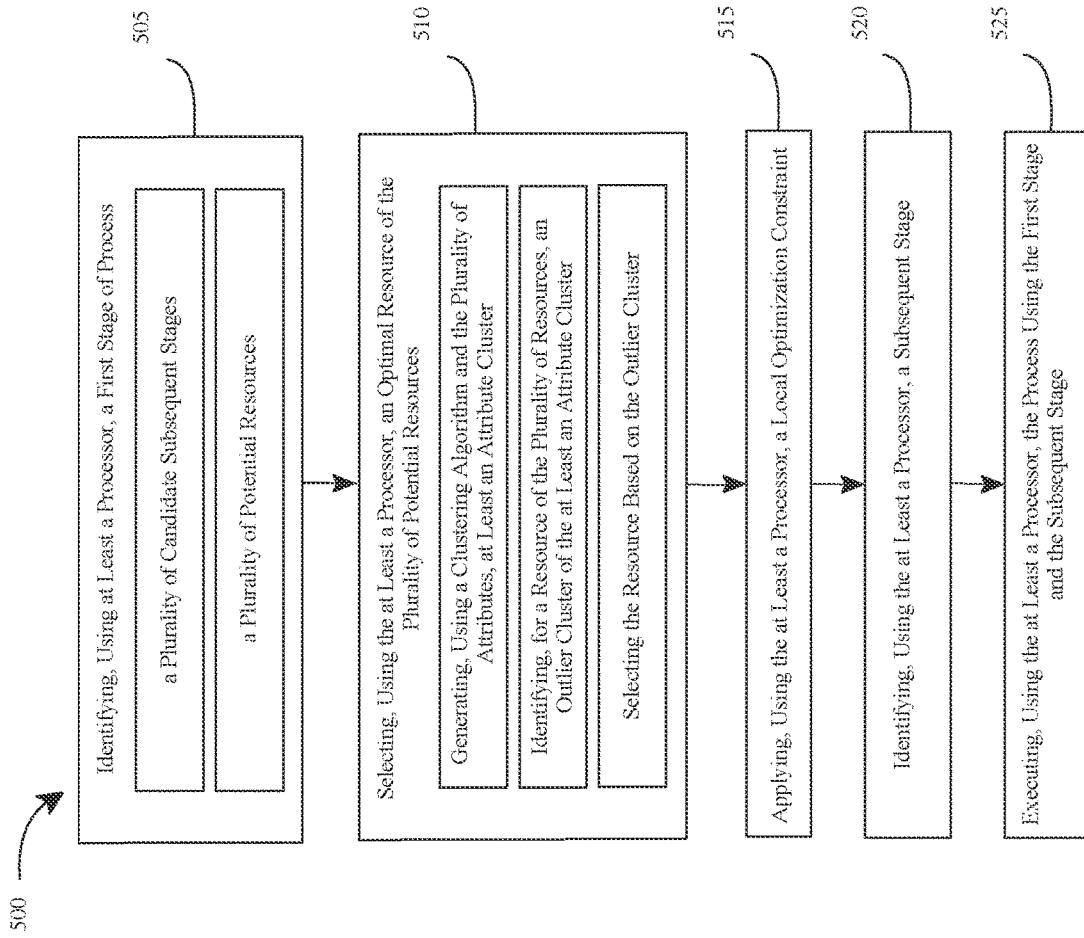 500
505
Identifying, Using at Least a Processor, a First Stage of Process
a Plurality of Candidate Subsequent Stages
a Plurality of Potential Resources
510
Selecting, Using the at Least a Processor, an Optimal Resource of the
Plurality of Potential Resources
Generating, Using a Clustering Algorithm and the Plurality of
Attributes, at Least an Attribute Cluster
Identifying, for a Resource of the Plurality of Resources, an
Outlier Cluster of the at Least an Attribute Cluster
Selecting the Resource Based on the Outlier Cluster
515
Applying, Using the at Least a Processor, a Local Optimization Constraint
520
Identifying, Using the at Least a Processor, a Subsequent Stage
525
Executing, Using the at Least a Processor, the Process Using the First Stage
and the Subsequent Stage